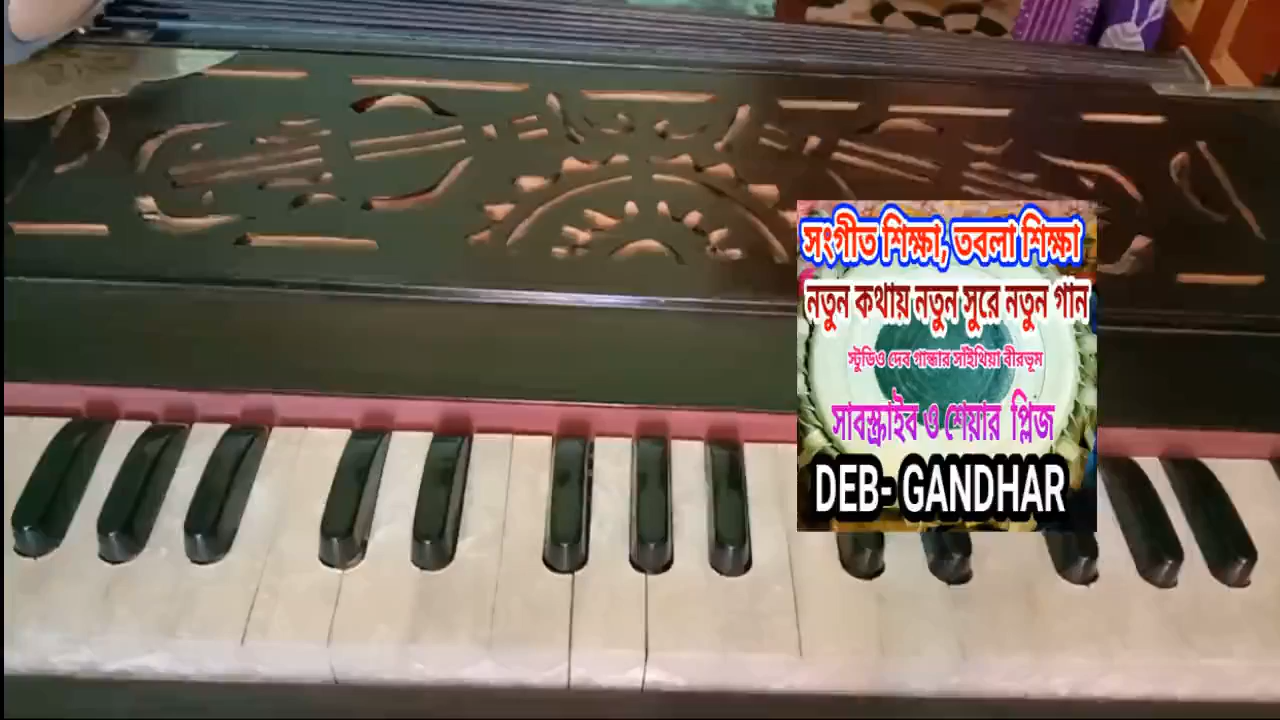 সংগীত শিক্ষা, তবলা শিক্ষা
নতুন কথায় নতুন সুরে নতুন গান
স্টুডিও দেব গান্ধার সাঁইথিয়া বীরভূম
সাবস্ক্রাইব ও শেয়ার প্লিজ
DEB- GANDHAR